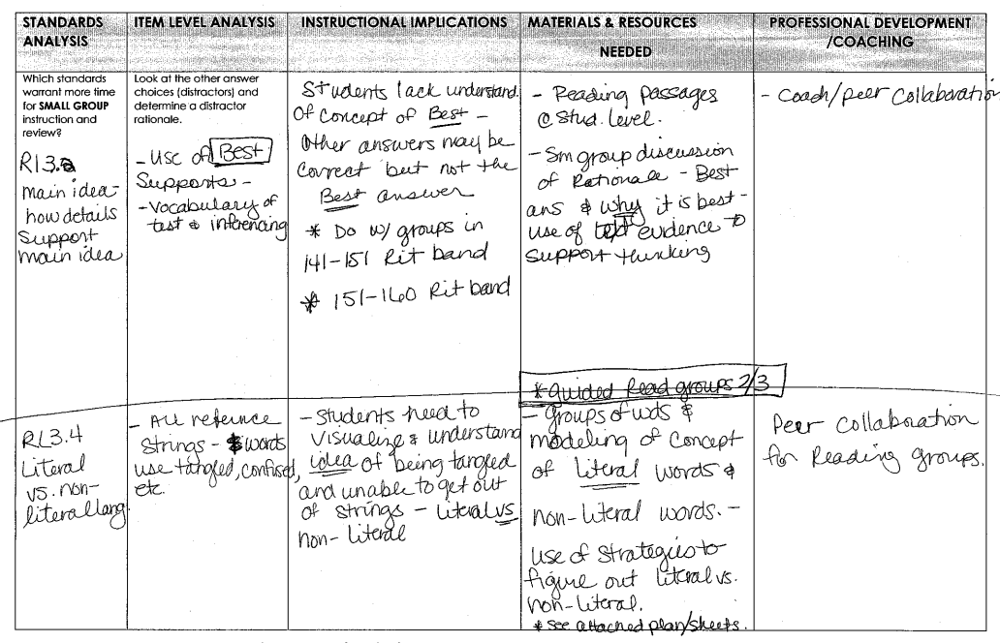 STANDARDS
ANALYSIS
ITEM LEVEL ANALYSIS
INSTRUCTIONAL IMPLICATIONS
MATERIALS & RESOURCES
NEEDED
PROFESSIONAL DEVELOPMENT
/COACHING
Which standards
warrant more time
for SMALL GROUP
instruction and
review?
RI3.2
main idea-
how details
Support
main idea
Look at the other answer
choices (distractors) and
determine a distractor
rationale.
- Use of Best
Supports -
- Vocabulary of
test & inferencing
Students lack understand.
Of concept of Best -
Other answers may be
correct but not the
Best answer
* Do w/ groups in
141-151 Rit band
* 151-160 Rit band
- Reading Passages
@ Stud. Level.
- Sm group discussion
of Rationale - Best
ans & why it is best -
use of text evidence to
support thinking
* Guided Read groups 2/3
- Coach/peer Collaboration
RL3.4
Literal
vs. non-
literal lang
- All refernce
Strings - words
use tangled, confused,
etc.
- Students need to
Visualize & understand
idea of being tangled
and unable to get out
of strings - Literal vs
non-literal
- Groups of wds &
modeling of concept
of literal words &
non-literal words. -
use of strategies to
figure out literal vs.
non-literal.
* see attached plan/sheets.
Peer Collaboration
for Reading groups.